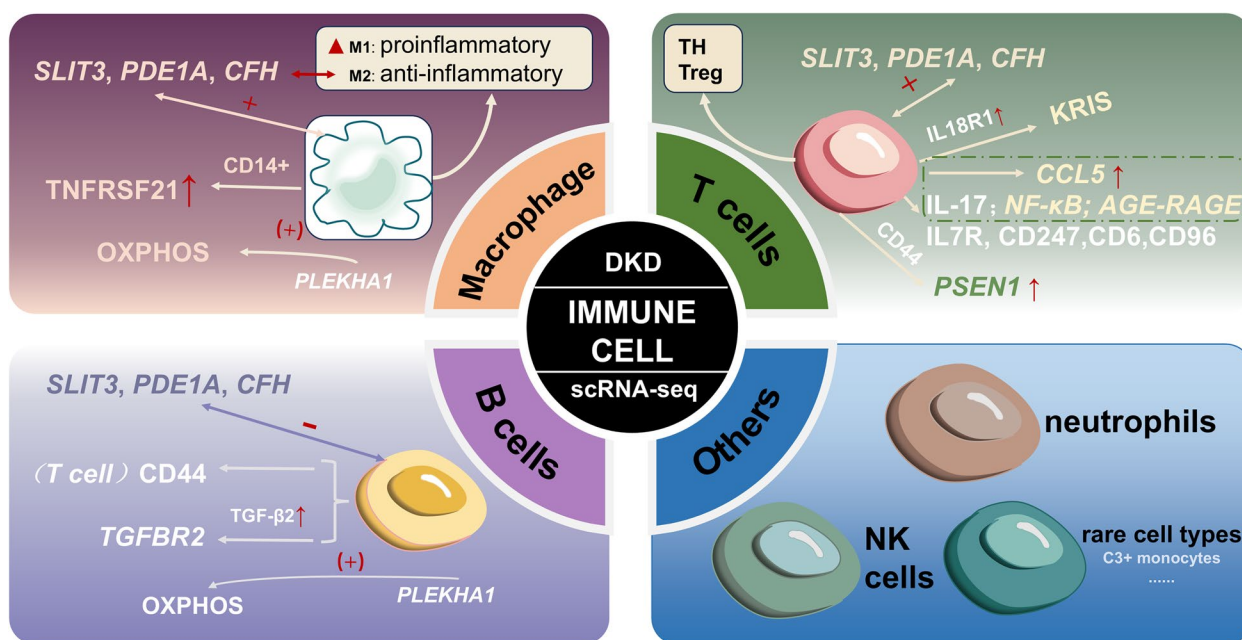 SLIT3, PDE1A, CFH
▲ M1: proinflammatory
M2: anti-inflammatory
+
CD14+
TNFRSF21↑
(+)
OXPHOS
PLEKHA1
Macrophage
TH
Treg
SLIT3, PDE1A, CFH
+
IL18R1↑
KRIS
CCL5 ↑
IL-17; NF-κB; AGE-RAGE
IL7R, CD247,CD6,CD96
CD44
PSEN1 ↑
T cells
DKD
IMMUNE
CELL
scRNA-seq
SLIT3, PDE1A, CFH
-
(T cell) CD44
TGF-β2↑
TGFBR2
(+)
PLEKHA1
OXPHOS
B cells
Others
neutrophils
NK
cells
rare cell types
C3+ monocytes
......